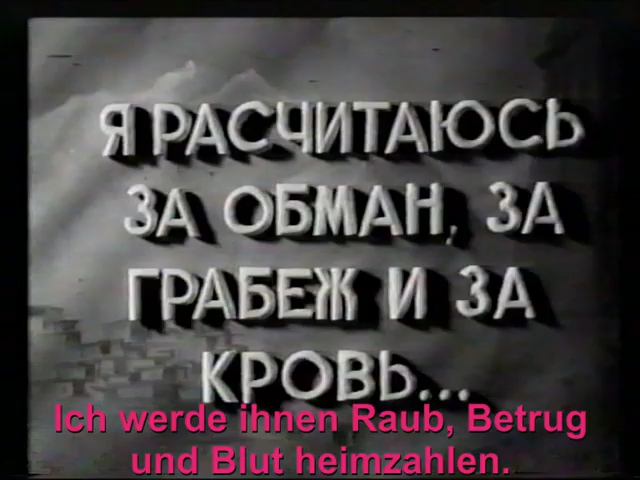 Я РАСЧИТАЮСЬ
ЗА ОБМАН, ЗА
ГРАБЕЖ И ЗА
КРОВЬ...
Ich werde ihnen Raub, Betrug
und Blut heimzahlen.